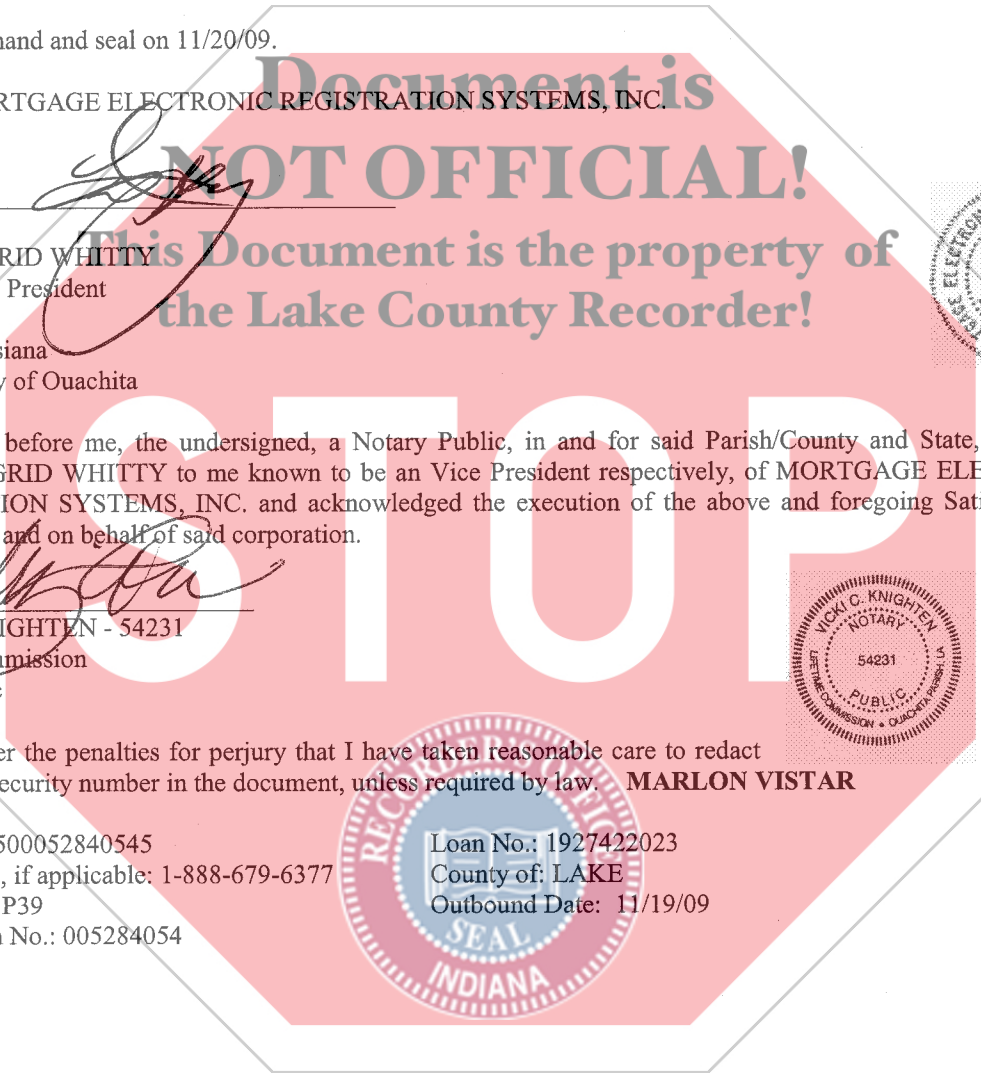 hand and seal on 11/20/09.
Document is
RTGAGE ELECTRONIC REGISTRATION SYSTEMS, INC.
NOT OFFICIAL!
This Document is the property of
RID WHITTY
President
the Lake County Recorder!
siana
y of Ouachita
STOP
before me, the undersigned, a Notary Public, in and for said Parish/County and State,
GRID WHITTY to me known to be an Vice President respectively, of MORTGAGE ELE
ION SYSTEMS, INC. and acknowledged the execution of the above and foregoing Sati
and on behalf of said corporation.
IGHTEN - 54231
mmission
VICKI C. KNIGHTEN
NOTARY
54231
PUBLIC
LIFETIME COMMISSION • OUACHITA PARISH, LA
er the penalties for perjury that I have taken reasonable care to redact
ecurity number in the document, unless required by law. MARLON VISTAR
500052840545
, if applicable: 1-888-679-6377
P39
n No.: 005284054
Loan No.: 1927422023
County of: LAKE
Outbound Date: 11/19/09
RECORDER'S OFFICE
SEAL
INDIANA